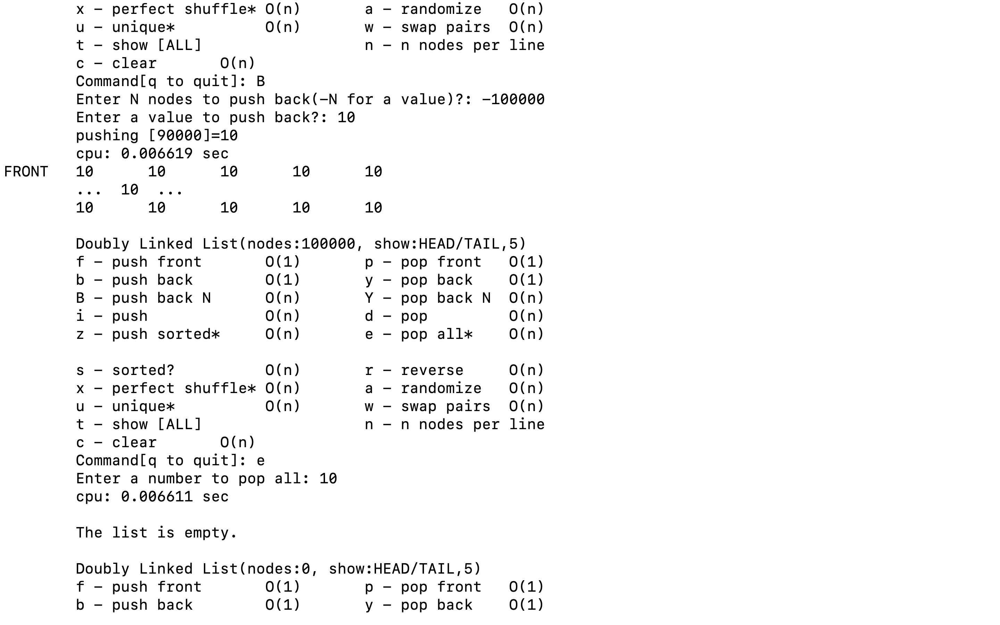 x – perfect shuffle* O(n)       a – randomize   O(n)
u – unique*          O(n)       w – swap pairs  O(n)
t – show [ALL]                  n – n nodes per line
c – clear       O(n)
Command[q to quit]: B
Enter N nodes to push back(–N for a value)?: –100000
Enter a value to push back?: 10
pushing [90000]=10
cpu: 0.006619 sec
FRONT   10      10      10      10      10
...  10  ...
10      10      10      10      10
Doubly Linked List(nodes:100000, show:HEAD/TAIL,5)
f – push front       O(1)       p – pop front   O(1)
b – push back        O(1)       y – pop back    O(1)
B – push back N      O(n)       Y – pop back N  O(n)
i – push             O(n)       d – pop         O(n)
z – push sorted*     O(n)       e – pop all*    O(n)
s – sorted?          O(n)       r – reverse     O(n)
x – perfect shuffle* O(n)       a – randomize   O(n)
u – unique*          O(n)       w – swap pairs  O(n)
t – show [ALL]                  n – n nodes per line
c – clear       O(n)
Command[q to quit]: e
Enter a number to pop all: 10
cpu: 0.006611 sec
The list is empty.
Doubly Linked List(nodes:0, show:HEAD/TAIL,5)
f – push front       O(1)       p – pop front   O(1)
b – push back        O(1)       y – pop back    O(1)